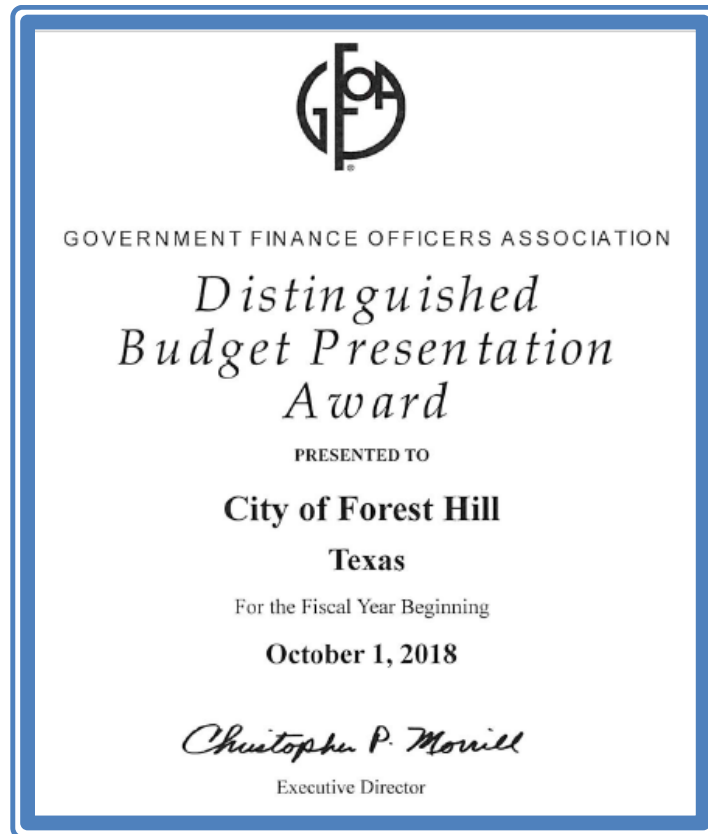 GFOA
®
GOVERNMENT FINANCE OFFICERS ASSOCIATION
Distinguished
Budget Presentation
Award
PRESENTED TO
City of Forest Hill
Texas
For the Fiscal Year Beginning
October 1, 2018
Christopher P. Morrill
Executive Director